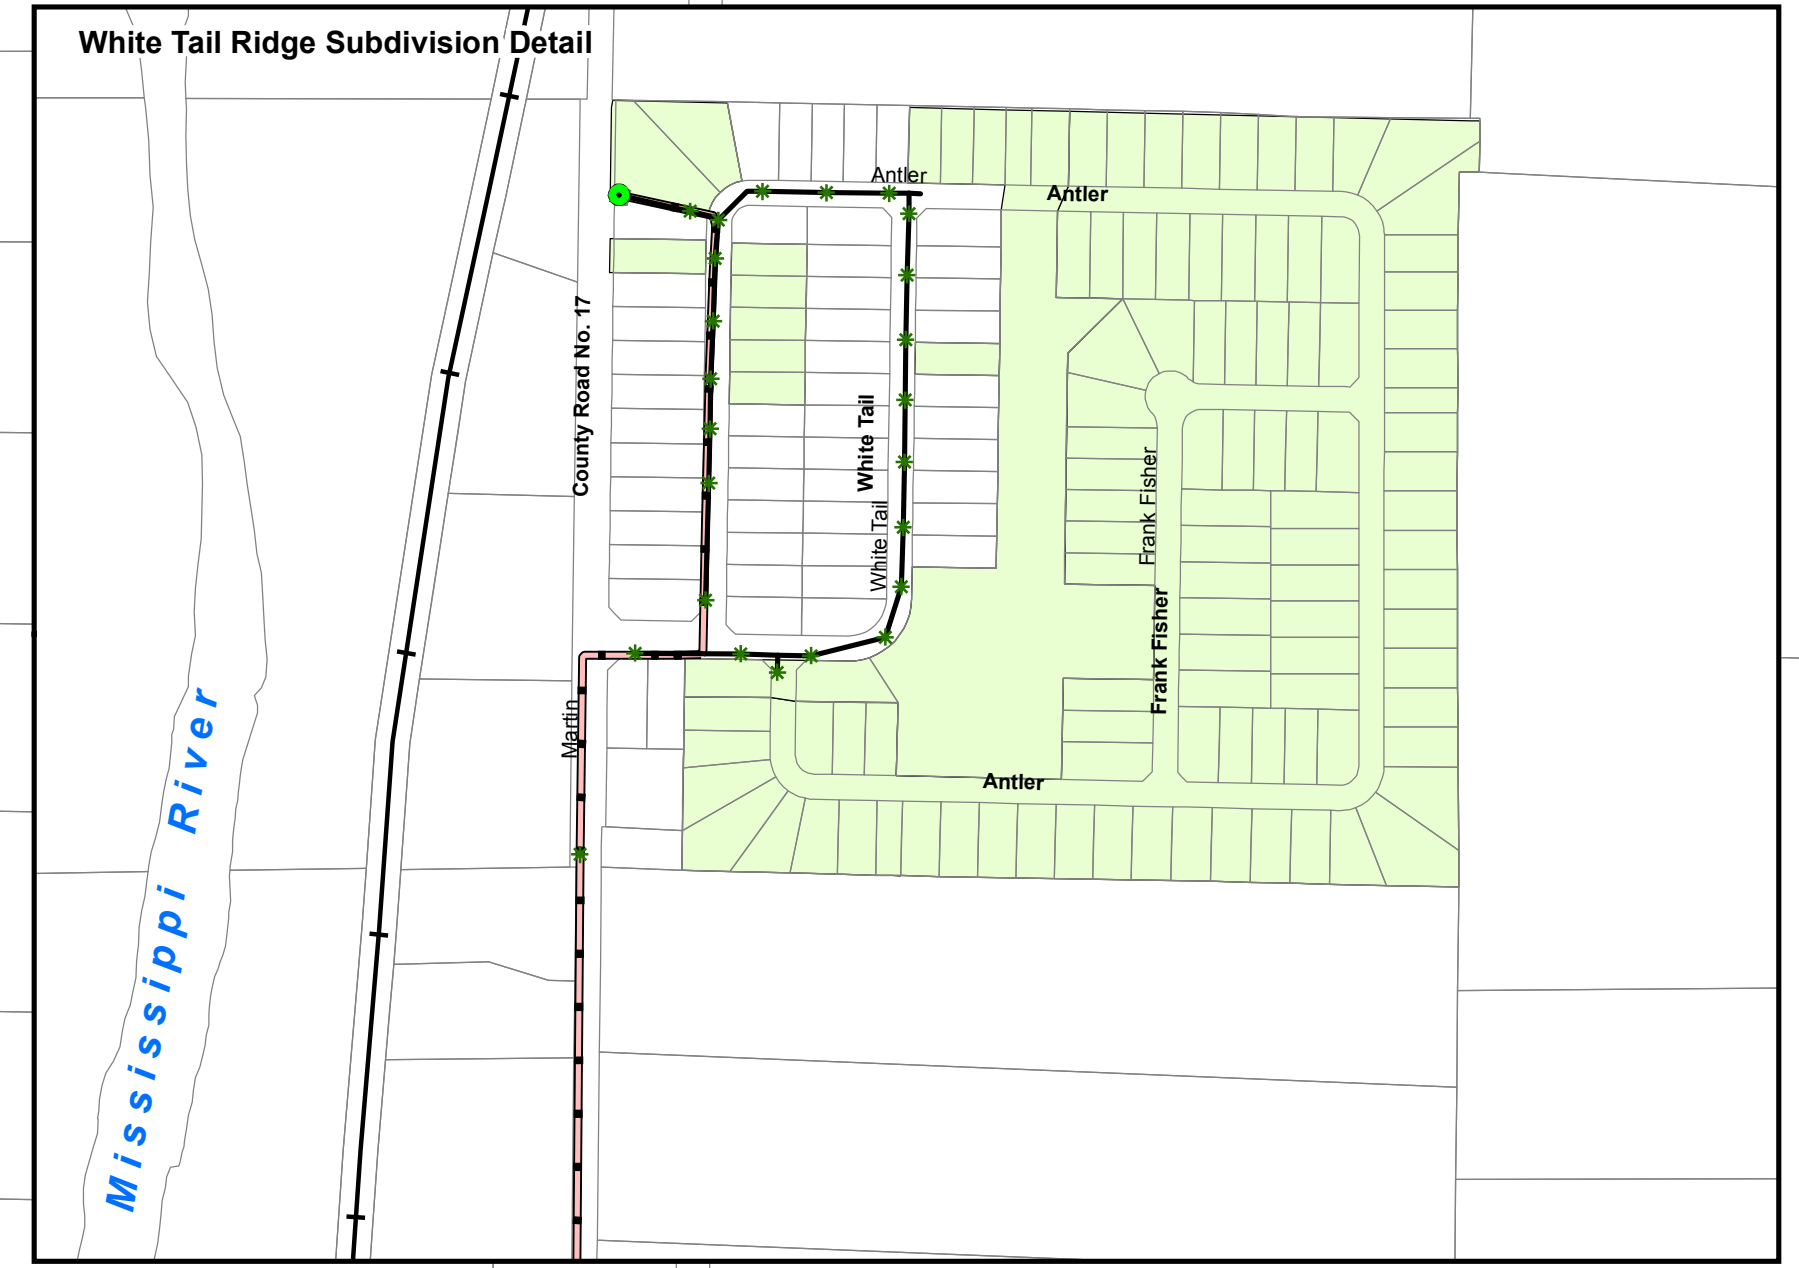 White Tail Ridge Subdivision Detail
Antler
Antler
County Road No. 17
White Tail
White Tail
Frank Fisher
Frank Fisher
Martin
Antler
Mississippi River